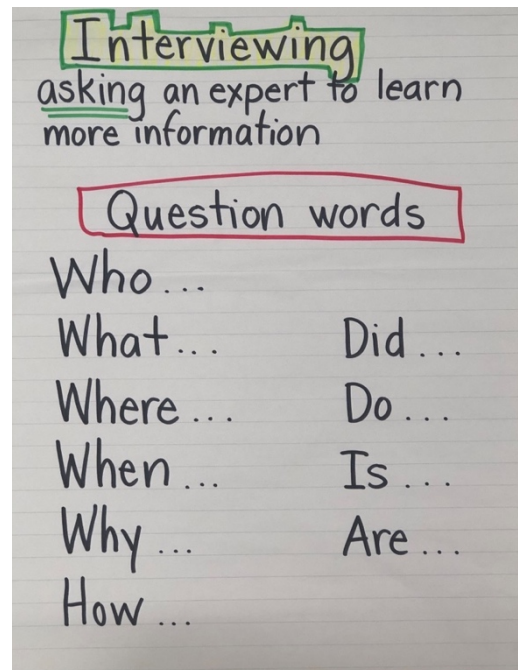 Interviewing
asking an expert to learn
more information
Question words
Who...
What... Did...
Where... Do...
When... Is...
Why... Are...
How...